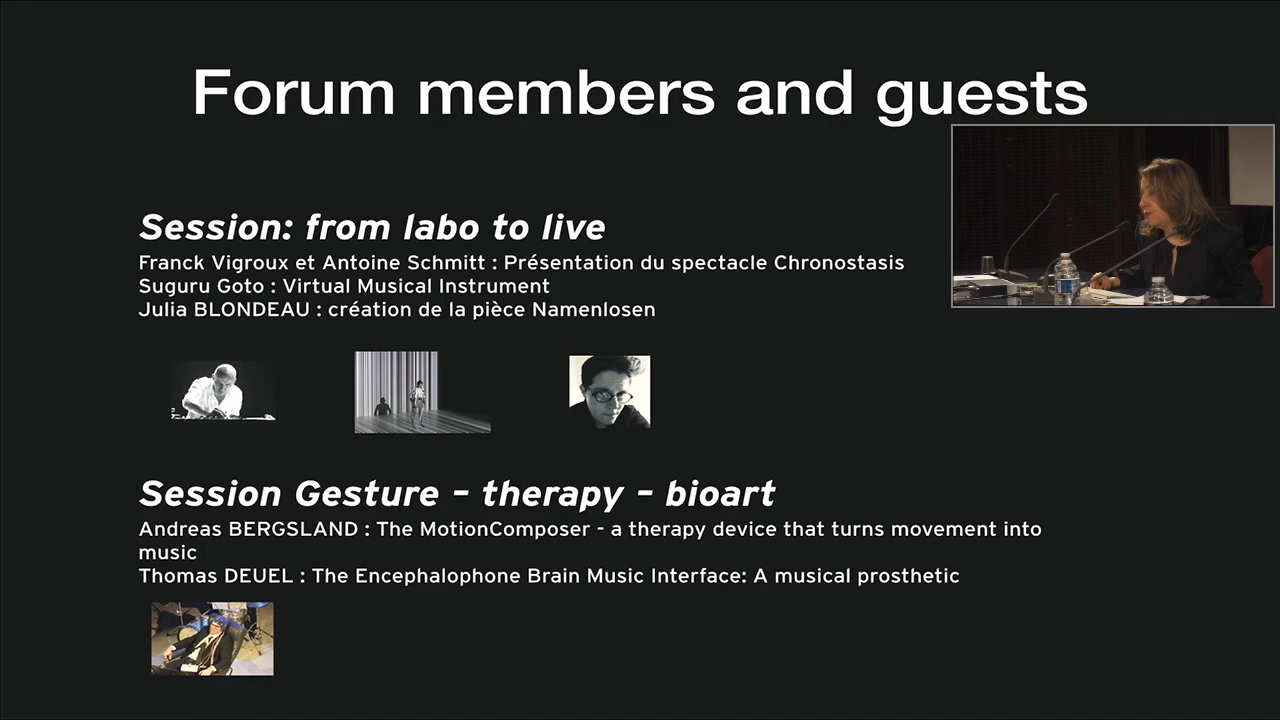 Forum members and guests
Session: from labo to live
Franck Vigroux et Antoine Schmitt : Présentation du spectacle Chronostasis
Suguru Goto : Virtual Musical Instrument
Julia BLONDEAU : création de la pièce Namenlosen
Session Gesture – therapy – bioart
Andreas BERGSLAND : The MotionComposer - a therapy device that turns movement into
music
Thomas DEUEL : The Encephalophone Brain Music Interface: A musical prosthetic